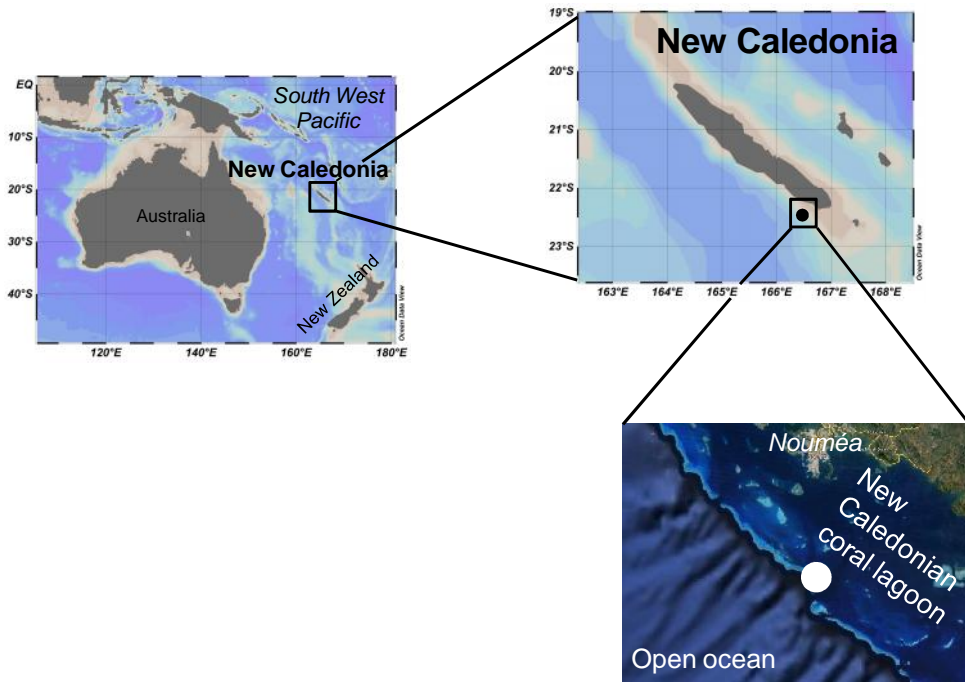 EQ
10°S
20°S
30°S
40°S
120°E
140°E
160°E
180°E
South West
Pacific
New Caledonia
Australia
New Zealand
Ocean Data View
New Caledonia
19°S
20°S
21°S
22°S
23°S
163°E
164°E
165°E
166°E
167°E
168°E
Ocean Data View
Nouméa
New
Caledonian
coral lagoon
Open ocean